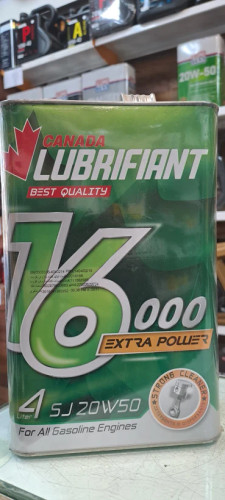 20W-50
CANADA
LUBRIFIANT
BEST QUALITY
16000
EXTRA POWER
STRONG CLEANER
4 Liter SJ 20W50
For All Gasoline Engines